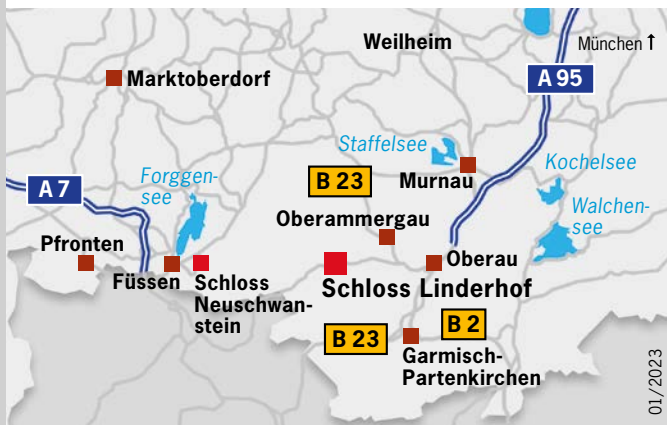 Weilheim
München ↑
Marktoberdorf
A 95
Staffelsee
Forggen-
see
B 23
Murnau
Kochelsee
A 7
Walchen-
see
Oberammergau
Pfronten
Füssen
Schloss
Neuschwan-
stein
Oberau
Schloss Linderhof
B 23
B 2
Garmisch-
Partenkirchen
01/2023